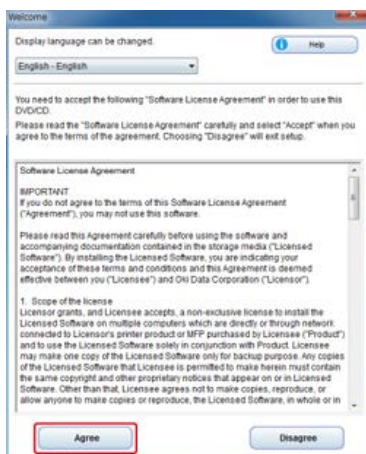 Welcome
Display language can be changed.
Help
English - English
You need to accept the following "Software License Agreement" in order to use this
DVD/CD.
Please read the "Software License Agreement" carefully and select "Accept" when you
agree to the terms of the agreement. Choosing "Disagree" will exit setup.
Software License Agreement
IMPORTANT
If you do not agree to the terms of this Software License Agreement
("Agreement"), you may not use this software.
Please read this Agreement carefully before using the software and
accompanying documentation contained in the storage media ("Licensed
Software"). By installing the Licensed Software, you are indicating your
acceptance of these terms and conditions and this Agreement is deemed
effective between you ("Licensee") and Oki Data Corporation ("Licensor").
1. Scope of the license
Licensor grants, and Licensee accepts, a non-exclusive license to install the
Licensed Software on multiple computers which are directly or through network
connected to Licensor's printer product or MFP purchased by Licensee ("Product")
and to use the Licensed Software solely in conjunction with Product. Licensee
may make one copy of the Licensed Software only for backup purpose. Any copies
of the Licensed Software that Licensee is permitted to make herein must contain
the same copyright and other proprietary notices that appear on or in Licensed
Software. Other than that, Licensee agrees not to make copies, reproduce, or
allow anyone to make copies or reproduce, the Licensed Software, in whole or in
Agree
Disagree